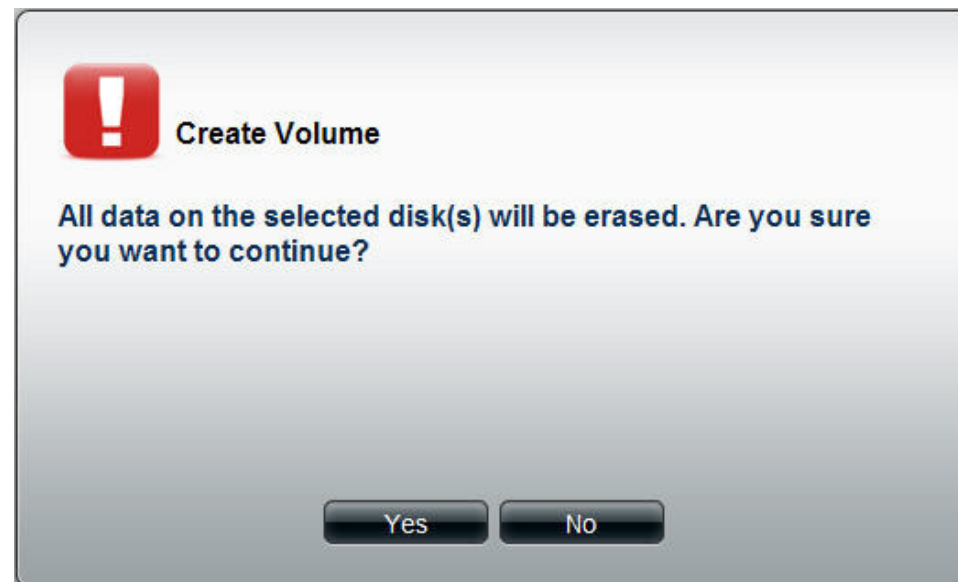 Create Volume
All data on the selected disk(s) will be erased. Are you sure
you want to continue?
Yes
No